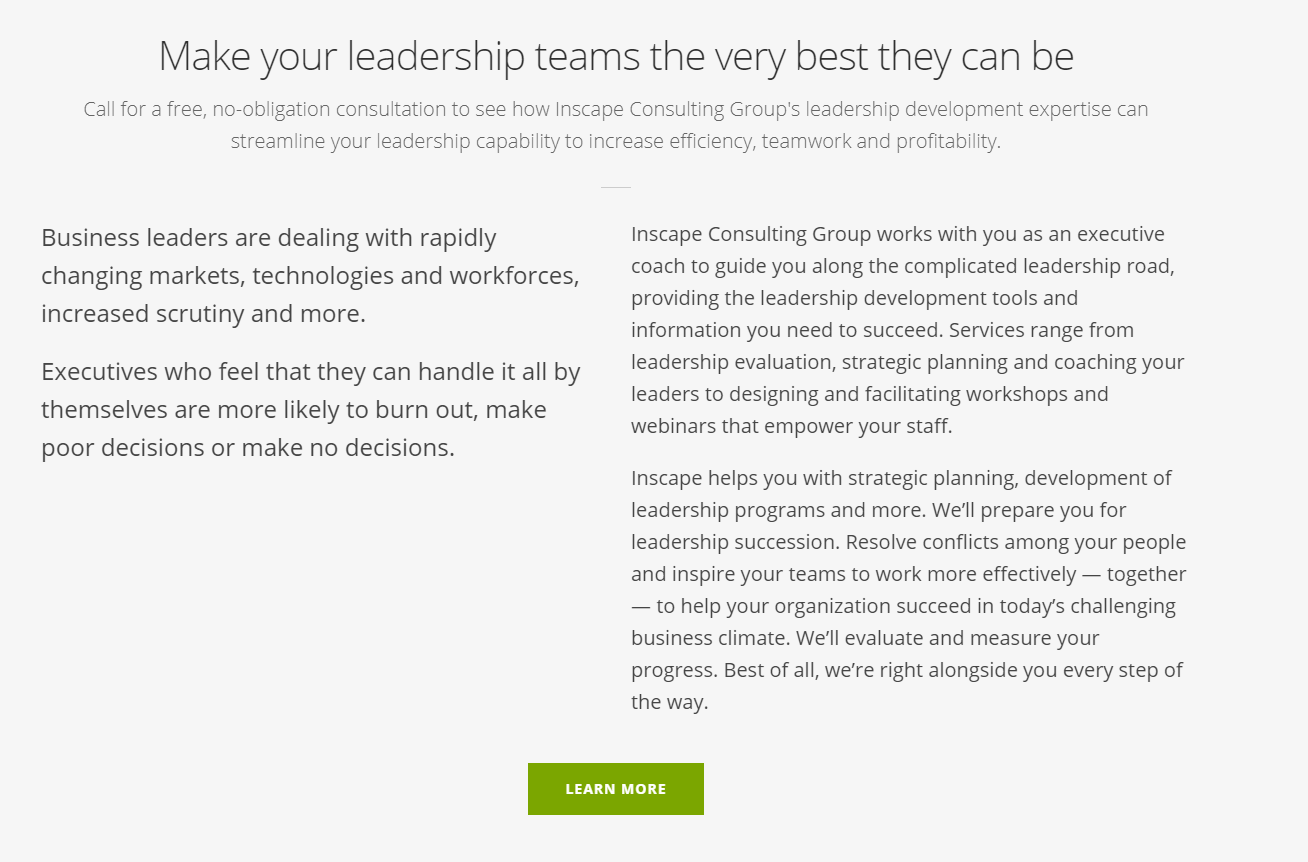 Make your leadership teams the very best they can be
Call for a free, no-obligation consultation to see how Inscape Consulting Group's leadership development expertise can
streamline your leadership capability to increase efficiency, teamwork and profitability.
Business leaders are dealing with rapidly
changing markets, technologies and workforces,
increased scrutiny and more.
Executives who feel that they can handle it all by
themselves are more likely to burn out, make
poor decisions or make no decisions.
Inscape Consulting Group works with you as an executive
coach to guide you along the complicated leadership road,
providing the leadership development tools and
information you need to succeed. Services range from
leadership evaluation, strategic planning and coaching your
leaders to designing and facilitating workshops and
webinars that empower your staff.
Inscape helps you with strategic planning, development of
leadership programs and more. We’ll prepare you for
leadership succession. Resolve conflicts among your people
and inspire your teams to work more effectively — together
— to help your organization succeed in today’s challenging
business climate. We’ll evaluate and measure your
progress. Best of all, we’re right alongside you every step of
the way.
LEARN MORE